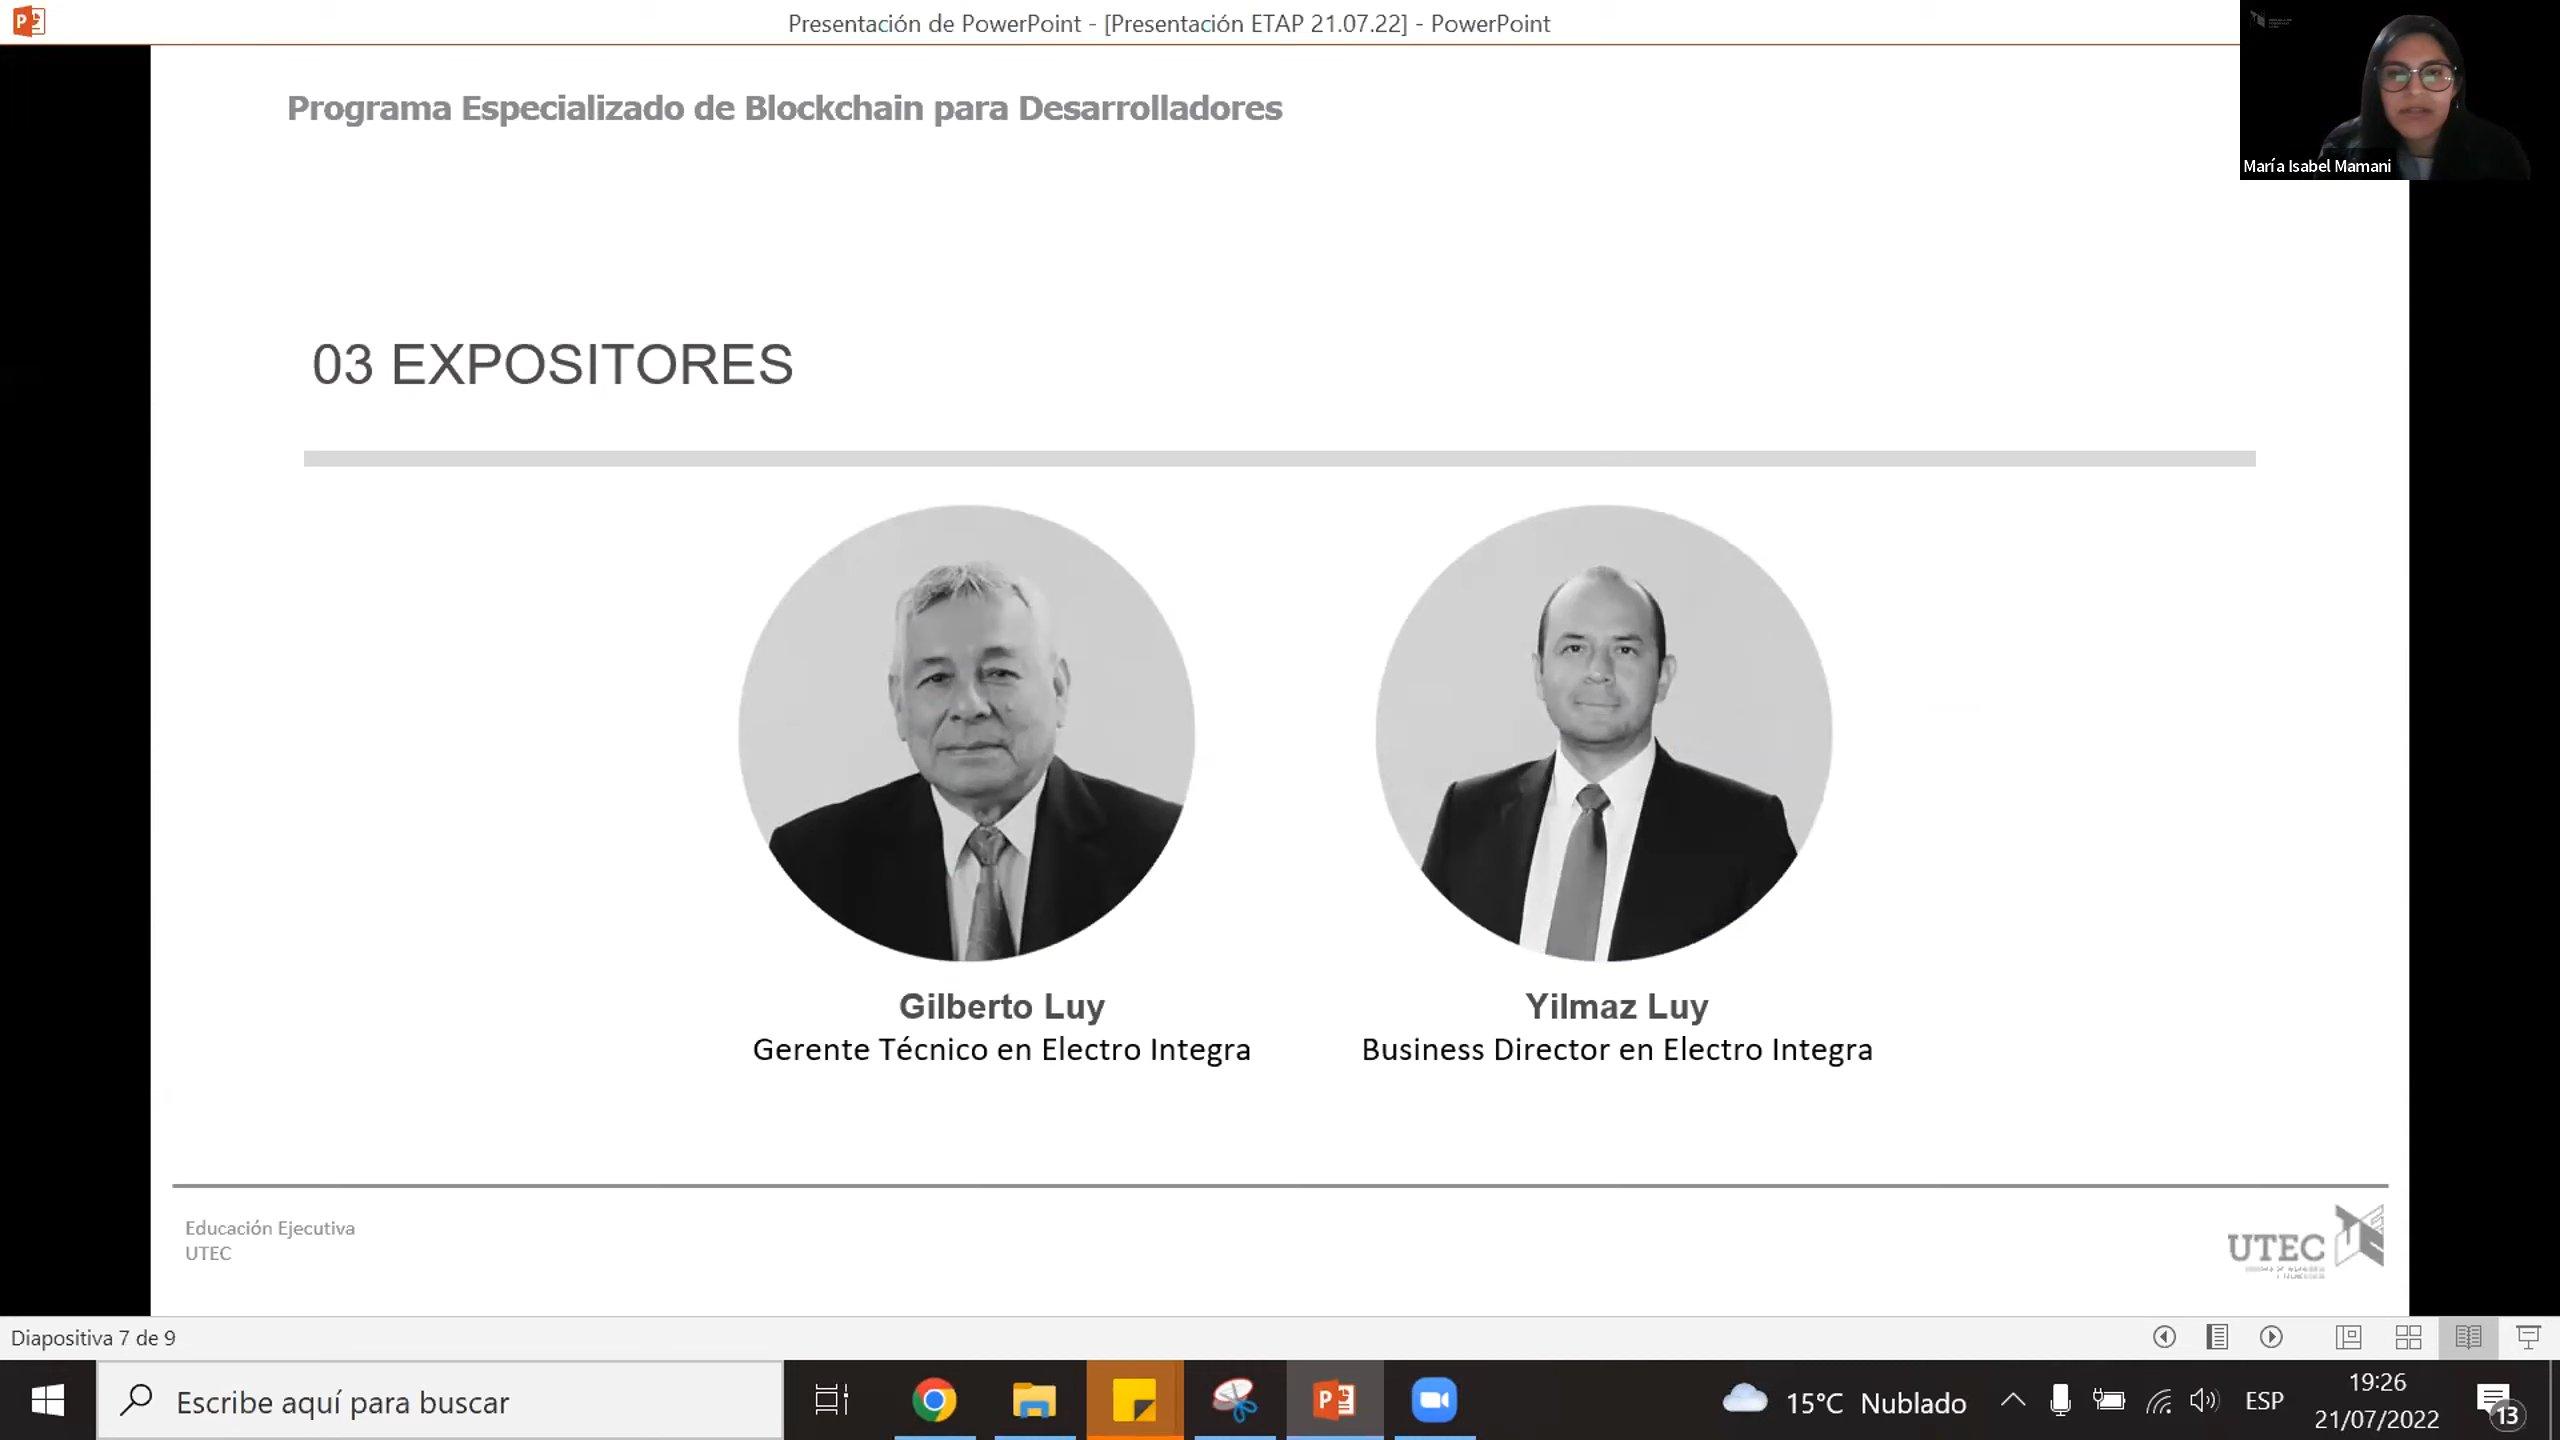 Presentación de PowerPoint - [Presentación ETAP 21.07.22] - PowerPoint
María Isabel Mamani
Programa Especializado de Blockchain para Desarrolladores
03 EXPOSITORES
Gilberto Luy
Gerente Técnico en Electro Integra
Yilmaz Luy
Business Director en Electro Integra
Educación Ejecutiva
UTEC
UTEC
Diapositiva 7 de 9
Escribe aquí para buscar
15°C Nublado
ESP
19:26
21/07/2022
13